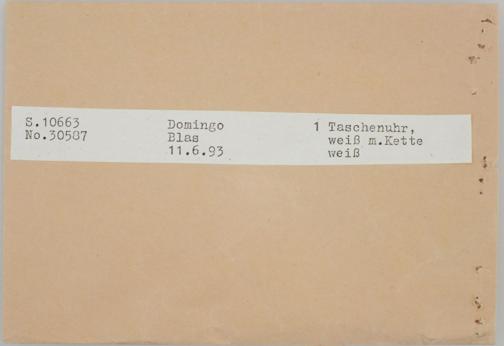 S.10663 Domingo 1 Taschenuhr,
No.30587 Blas weiß m.Kette
11.6.93 weiß